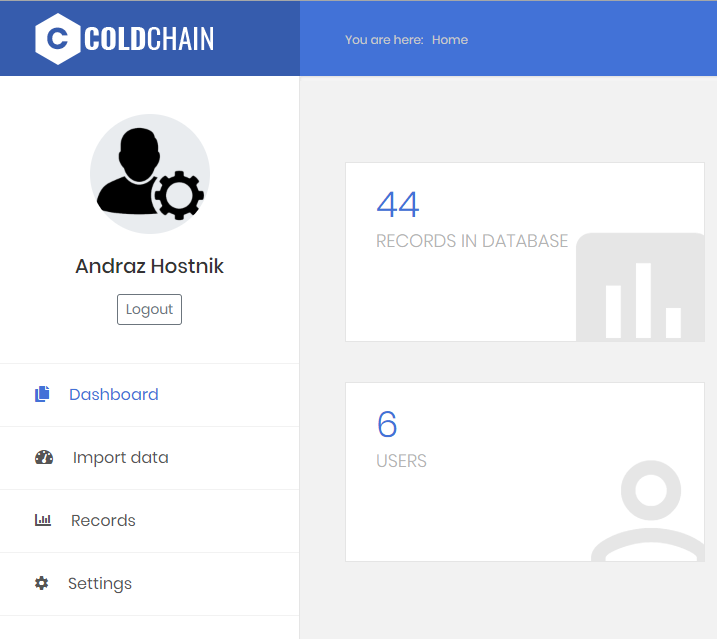 C COLDCHAIN
You are here: Home
Andraz Hostnik
Logout
Dashboard
Import data
Records
Settings
44
RECORDS IN DATABASE
6
USERS